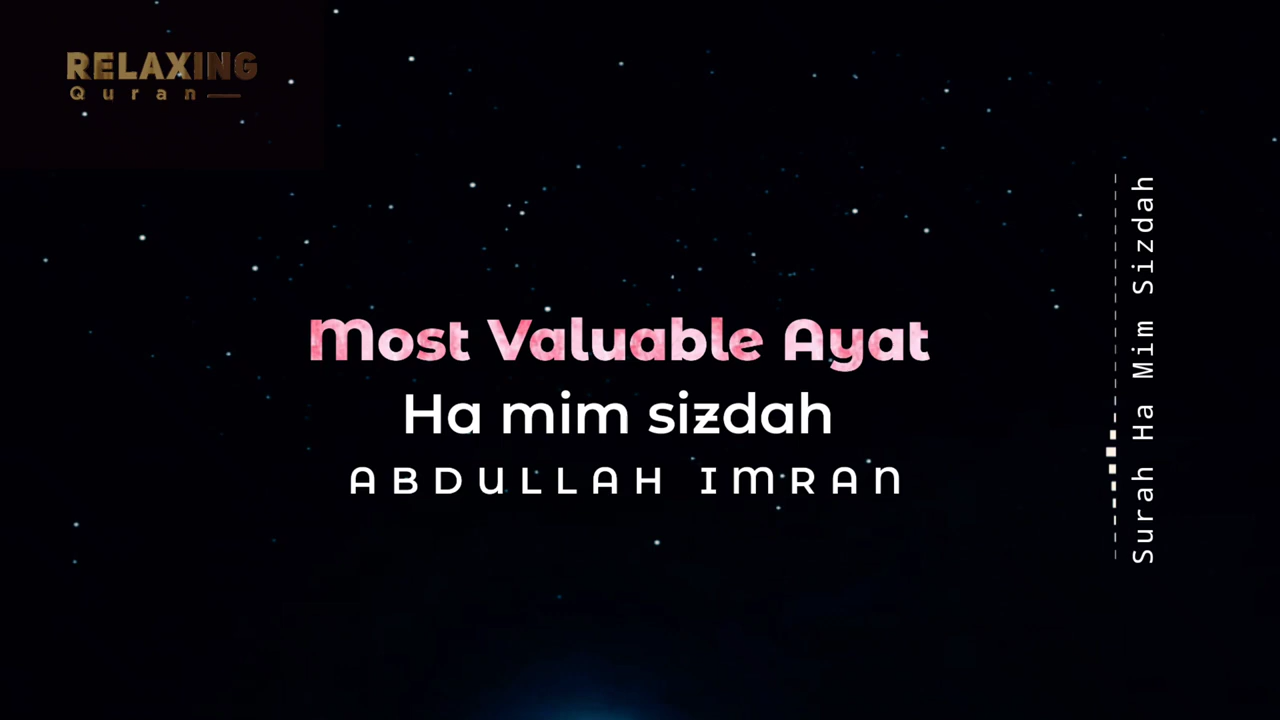 RELAXING
Quran
Most Valuable Ayat
Ha mim sizdah
ABDULLAH IMRAN
Surah Ha Mim Sizdah